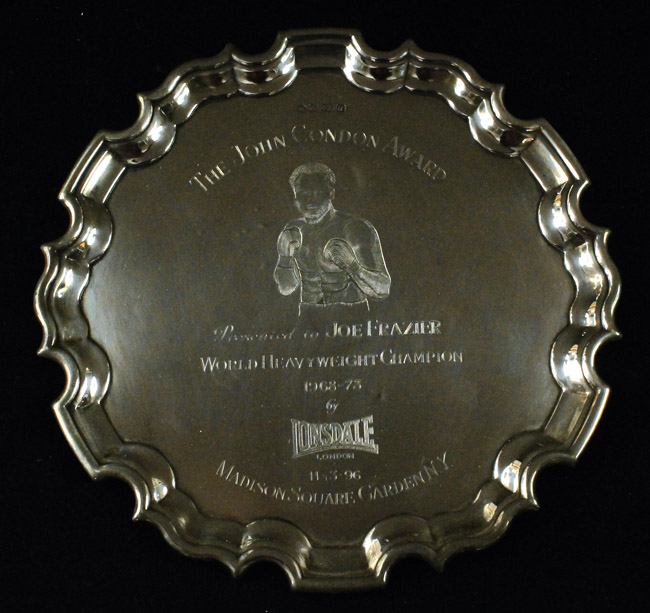 THE JOHN CONDON AWARD
Presented to JOE FRAZIER
WORLD HEAVYWEIGHT CHAMPION
1968-73
by
LONSDALE
LONDON
11-3-96
MADISON SQUARE GARDEN N.Y